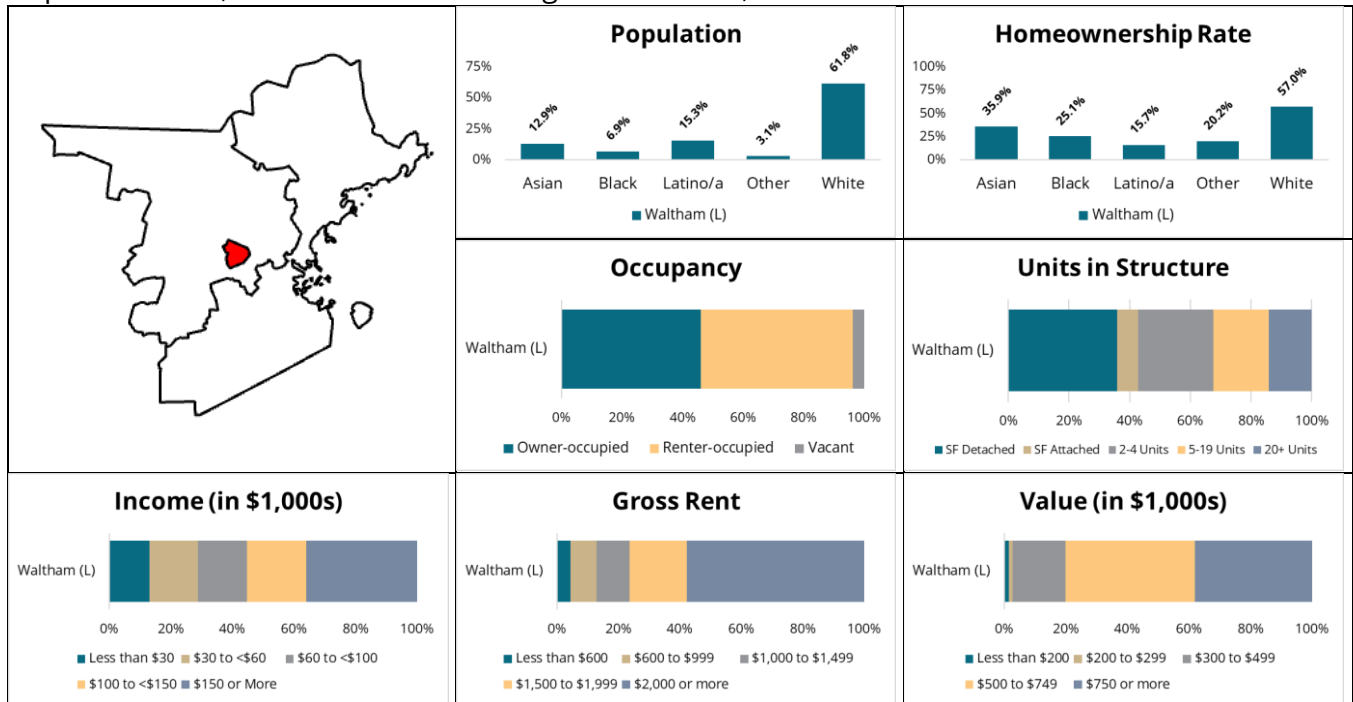 Population
75%
50%
25%
0%
12.9%
6.9%
15.3%
3.1%
61.8%
Asian Black Latino/a Other White
Waltham (L)
Homeownership Rate
100%
75%
50%
25%
0%
35.9%
25.1%
15.7%
20.2%
57.0%
Asian Black Latino/a Other White
Waltham (L)
Occupancy
Waltham (L)
0% 20% 40% 60% 80% 100%
Owner-occupied Renter-occupied Vacant
Units in Structure
Waltham (L)
0% 20% 40% 60% 80% 100%
SF Detached SF Attached 2-4 Units 5-19 Units 20+ Units
Income (in $1,000s)
Waltham (L)
0% 20% 40% 60% 80% 100%
Less than $30 $30 to <$60 $60 to <$100
$100 to <$150 $150 or More
Gross Rent
Waltham (L)
0% 20% 40% 60% 80% 100%
Less than $600 $600 to $999 $1,000 to $1,499
$1,500 to $1,999 $2,000 or more
Value (in $1,000s)
Waltham (L)
0% 20% 40% 60% 80% 100%
Less than $200 $200 to $299 $300 to $499
$500 to $749 $750 or more